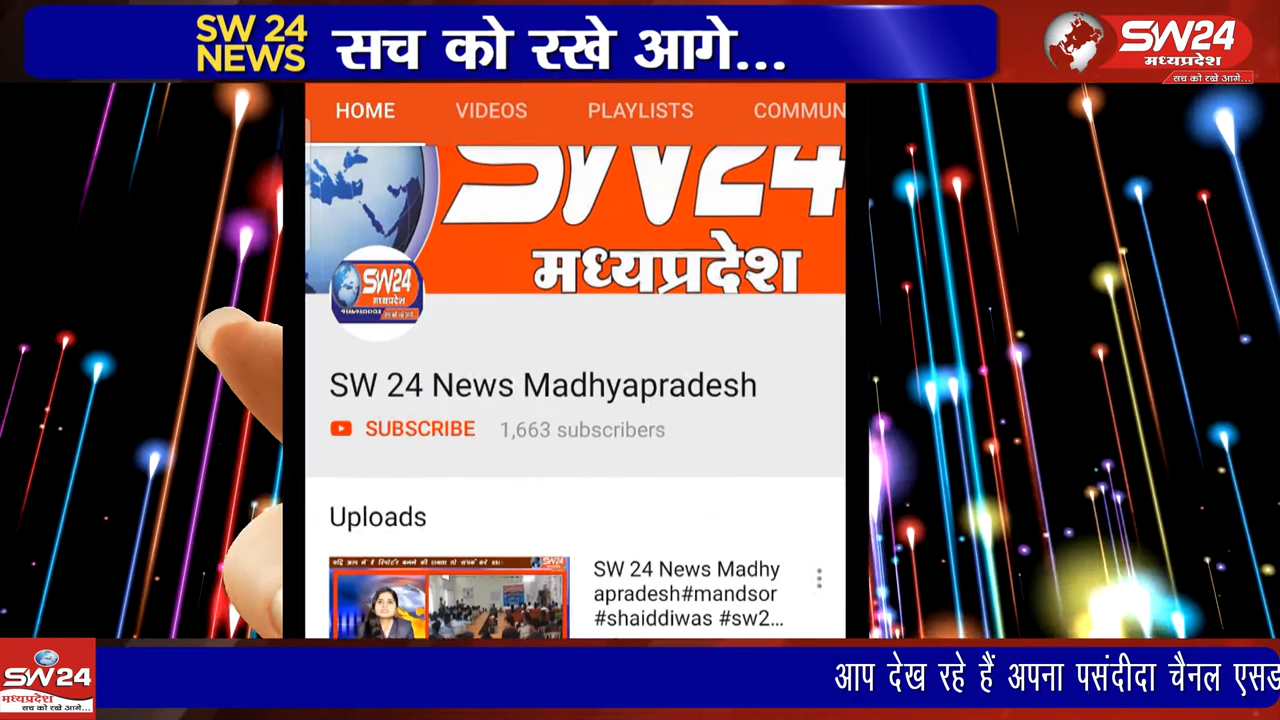 SW 24
NEWS
सच को रखे आगे...
SW24
मध्यप्रदेश
सच को रखे आगे...
HOME VIDEOS PLAYLISTS COMMUN
SW24
मध्यप्रदेश
SW24
मध्यप्रदेश
SW 24 News Madhyapradesh
SUBSCRIBE 1,663 subscribers
Uploads
SW 24 News Madhy
apradesh#mandsor
#shaiddiwas #sw2...
SW24
मध्यप्रदेश
सच को रखे आगे...
आप देख रहे हैं अपना पसंदीदा चैनल एसड